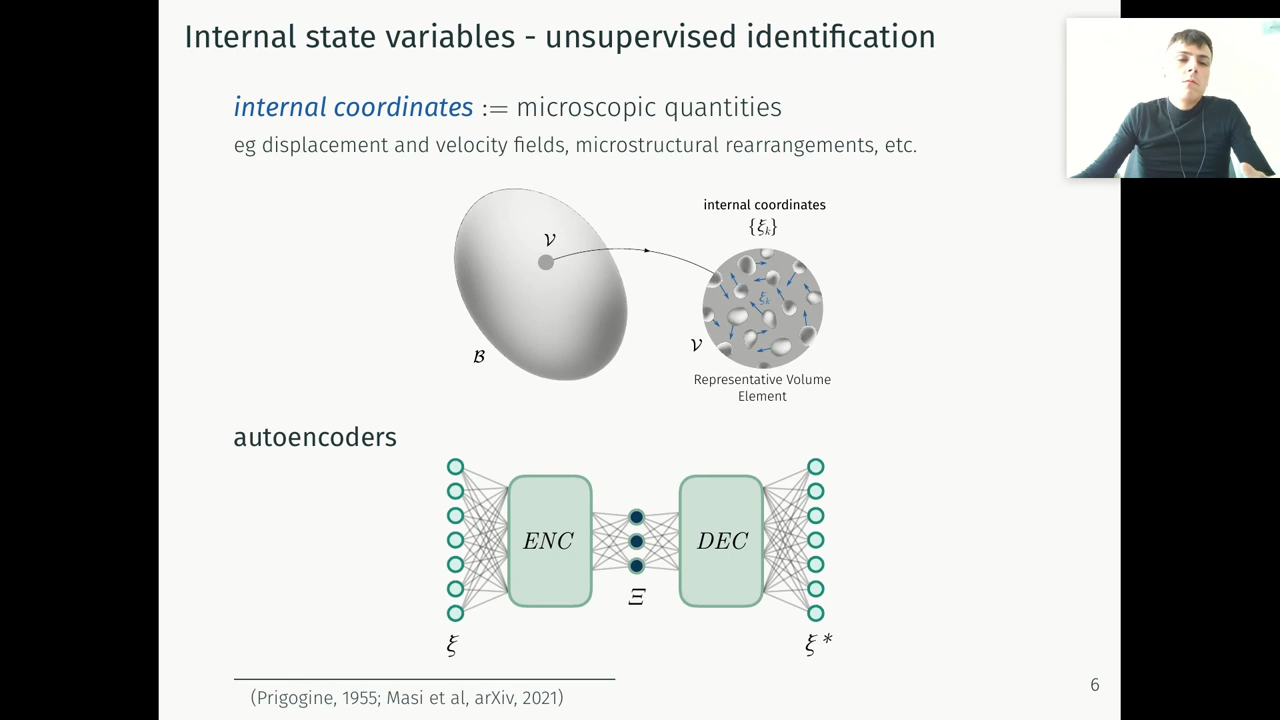 Internal state variables - unsupervised identification
internal coordinates := microscopic quantities
eg displacement and velocity fields, microstructural rearrangements, etc.
internal coordinates
{ξₖ}
𝒱
ξₖ
𝒱
ℬ
Representative Volume
Element
autoencoders
ENC
DEC
Ξ
ξ
ξ*
(Prigogine, 1955; Masi et al, arXiv, 2021)
6